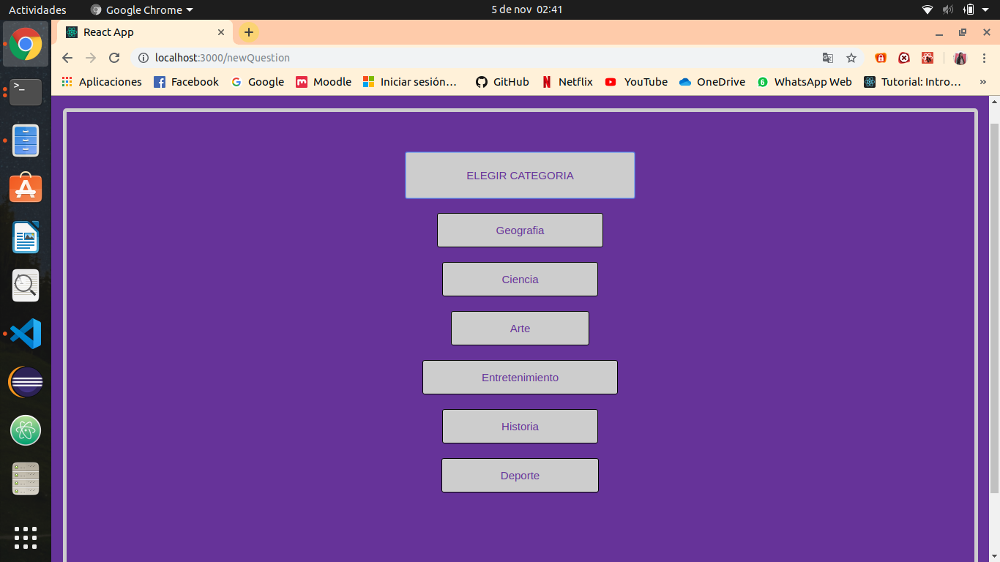 Actividades Google Chrome 5 de nov 02:41
React App
localhost:3000/newQuestion
Aplicaciones Facebook Google Moodle Iniciar sesión… GitHub Netflix YouTube OneDrive 6 WhatsApp Web Tutorial: Intro… »
>_
ELEGIR CATEGORIA
Geografia
Ciencia
Arte
Entretenimiento
Historia
Deporte